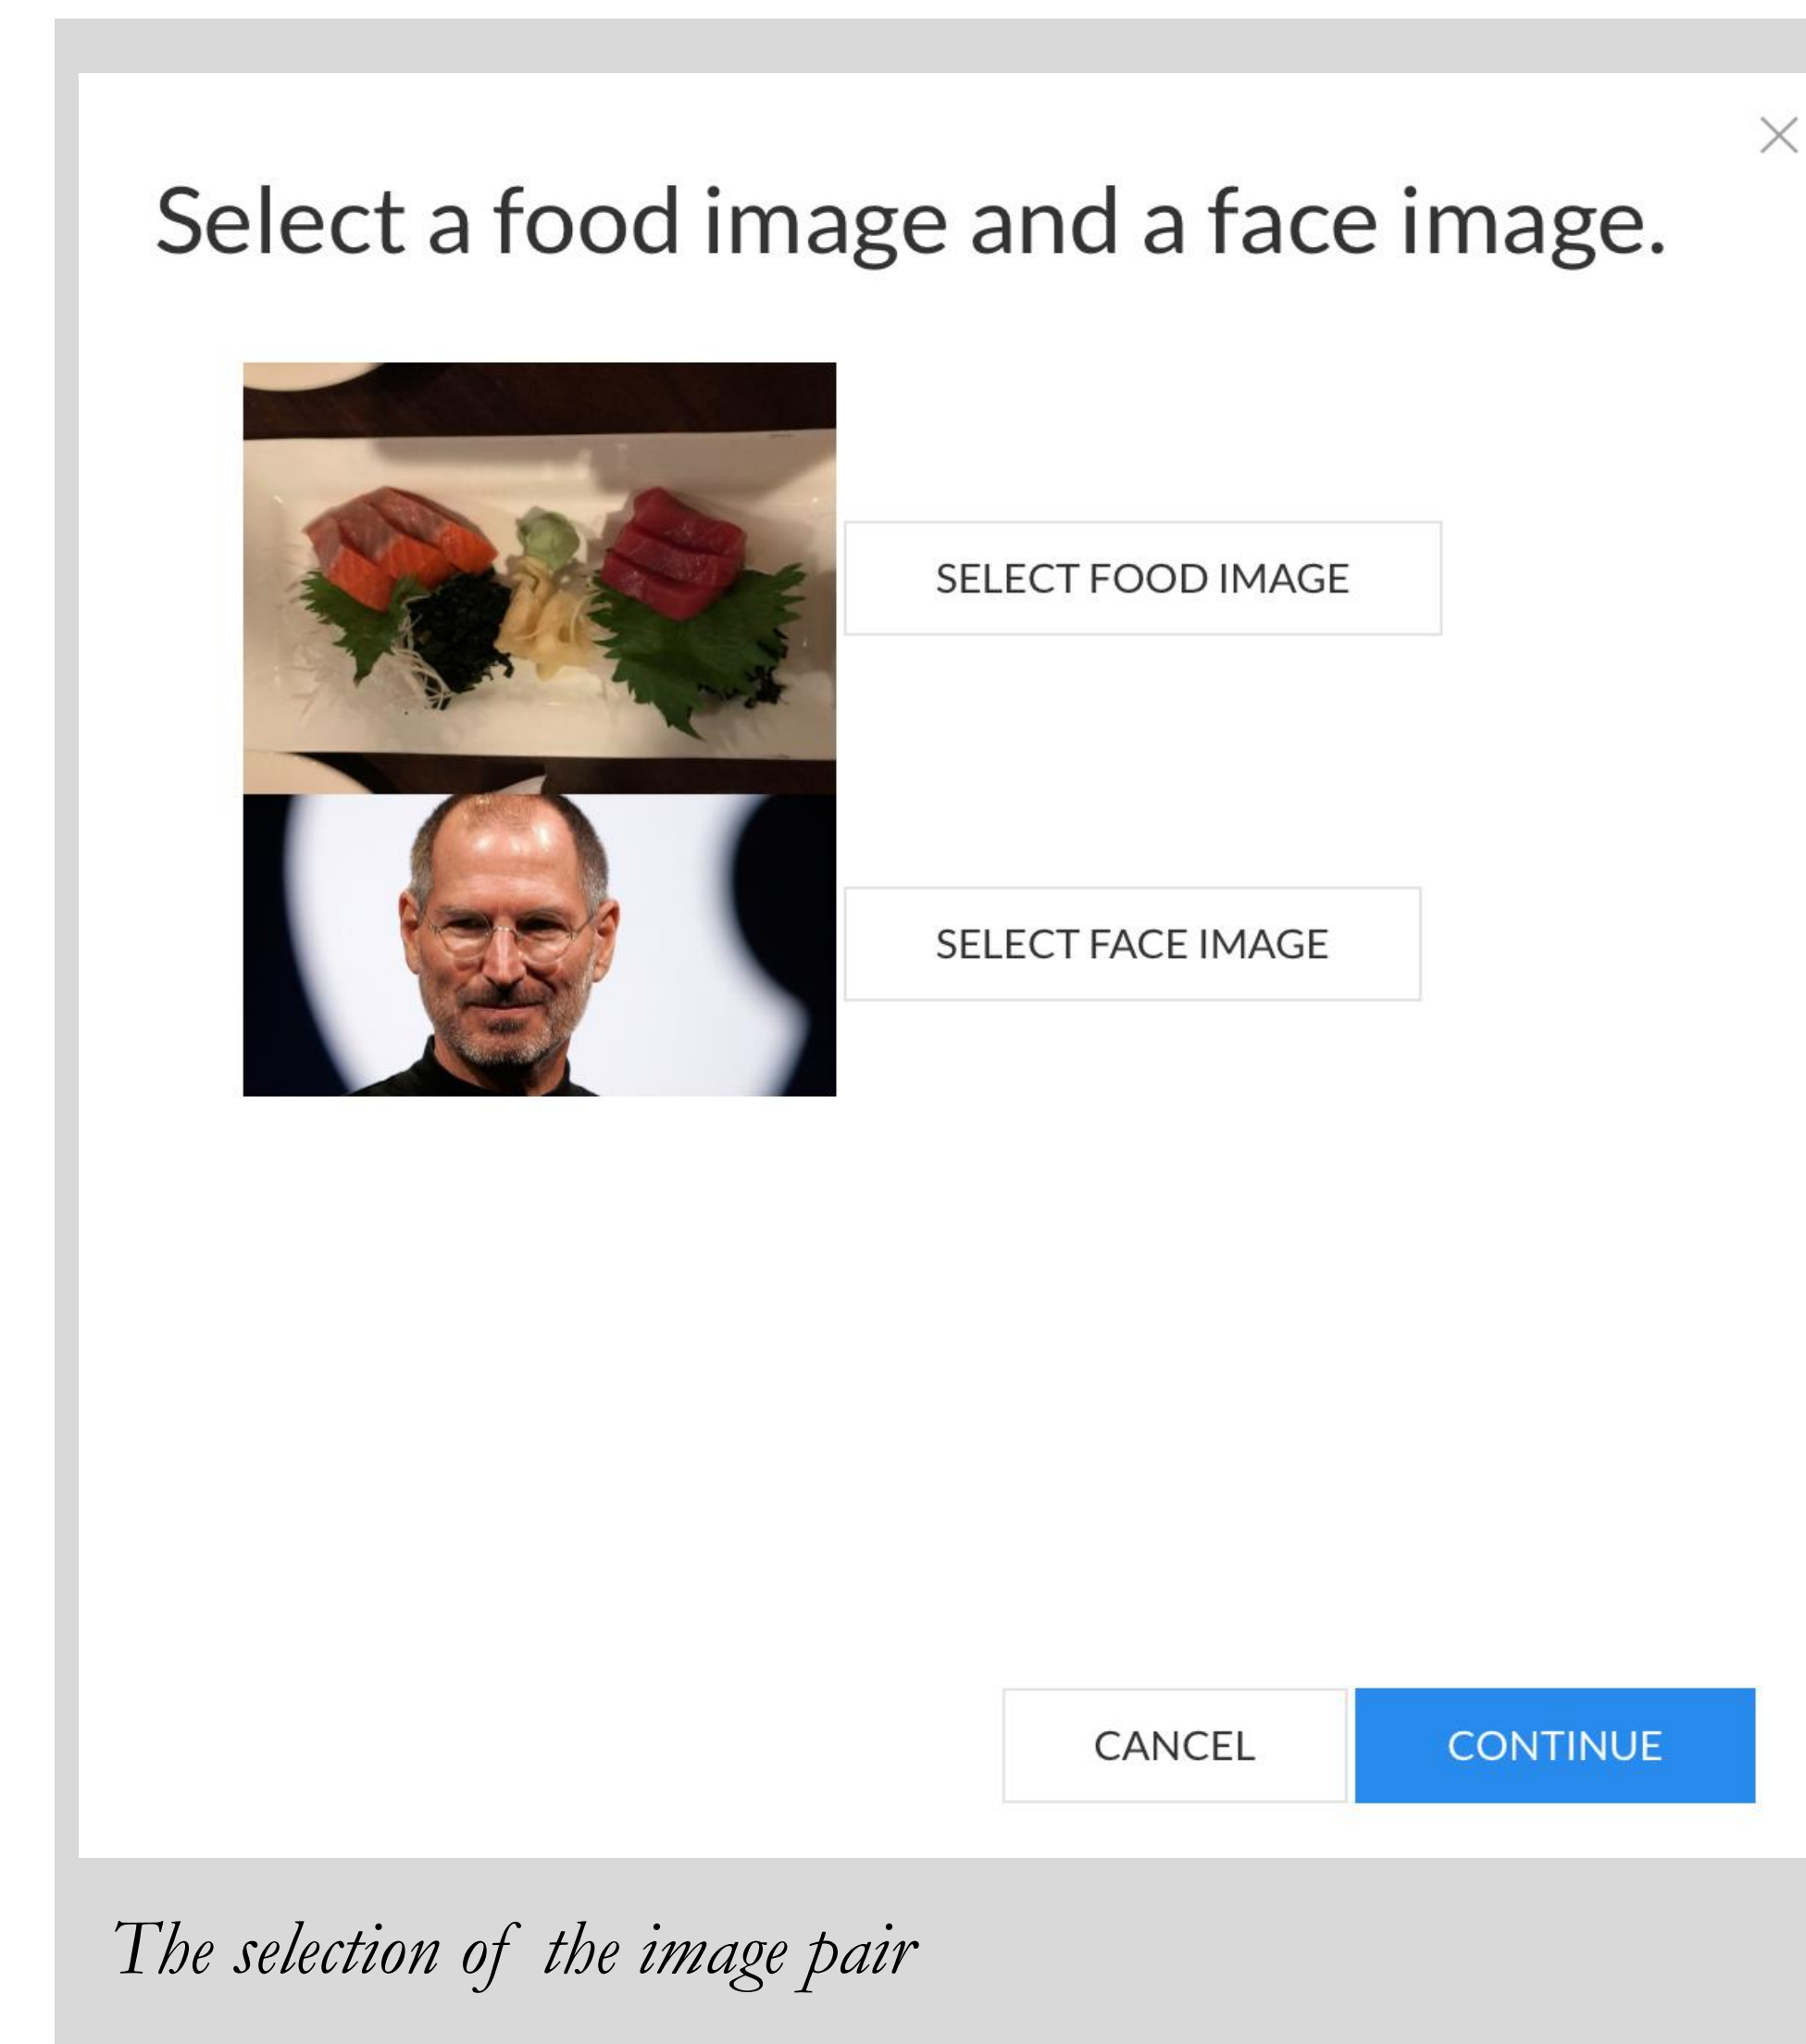 Select a food image and a face image.
SELECT FOOD IMAGE
SELECT FACE IMAGE
CANCEL
CONTINUE
The selection of the image pair